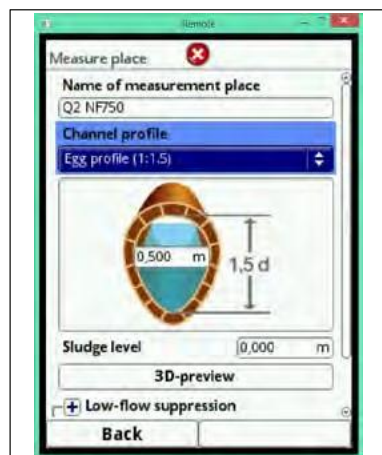 Remote
Measure place
Name of measurement place
Q2 NF750
Channel profile
Egg profile (1:1.5)
0,500 m
1,5 d
Sludge level 0,000 m
3D-preview
Low-flow suppression
Back